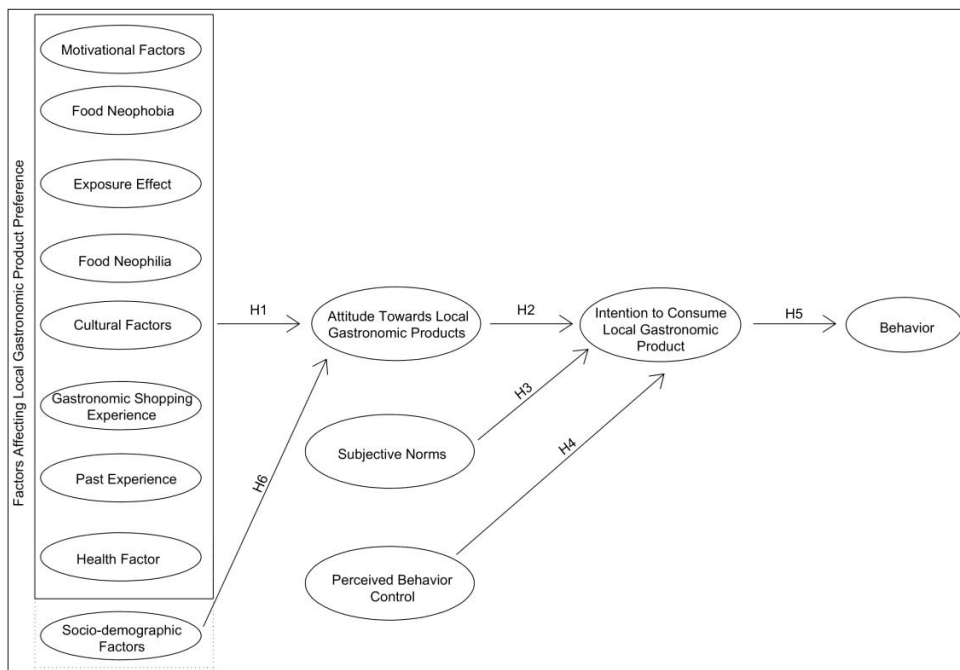 Factors Affecting Local Gastronomic Product Preference
Motivational Factors
Food Neophobia
Exposure Effect
Food Neophilia
Cultural Factors
Gastronomic Shopping
Experience
Past Experience
Health Factor
Socio-demographic
Factors
H1
H6
Attitude Towards Local
Gastronomic Products
Subjective Norms
Perceived Behavior
Control
H2
H3
H4
Intention to Consume
Local Gastronomic
Product
H5
Behavior